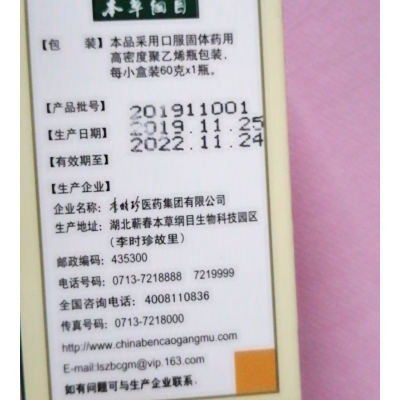 本草纲目
【包　装】本品采用口服固体药用
高密度聚乙烯瓶包装,
每小盒装60克x1瓶。
【产品批号】201911001
【生产日期】2019.11.25
【有效期至】2022.11.24
【生产企业】
企业名称：李时珍医药集团有限公司
生产地址：湖北蕲春本草纲目生物科技园区
（李时珍故里）
邮政编码：435300
电话号码：0713-7218888 7219999
全国咨询电话：4008110836
传真号码：0713-7218000
http://www.chinabencaogangmu.com
E-mail:lszbcgm@vip.163.com
如有问题可与生产企业联系.